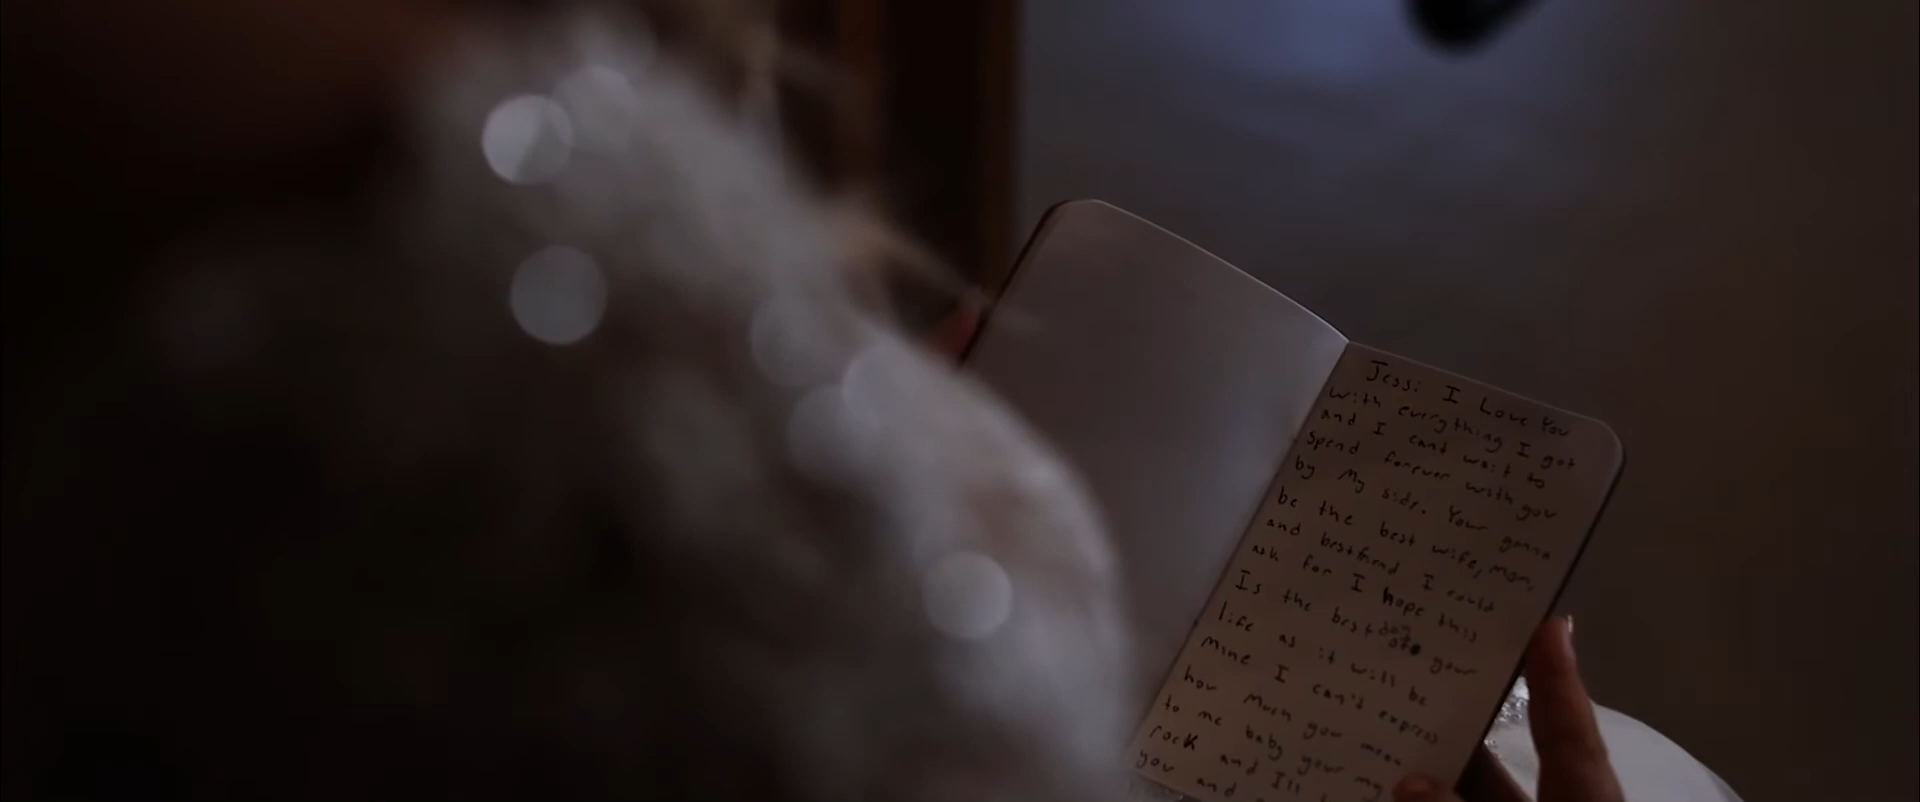 Jess: I Love You
with everything I got
and I cant wait to
spend forever with you
by My side. Your gonna
be the best wife, mom,
and bestfriend I could
ask for I hope this
Is the best day of your
life as it will be
mine I can't express
how much you mean
to me baby your my
rock and I'll
you and